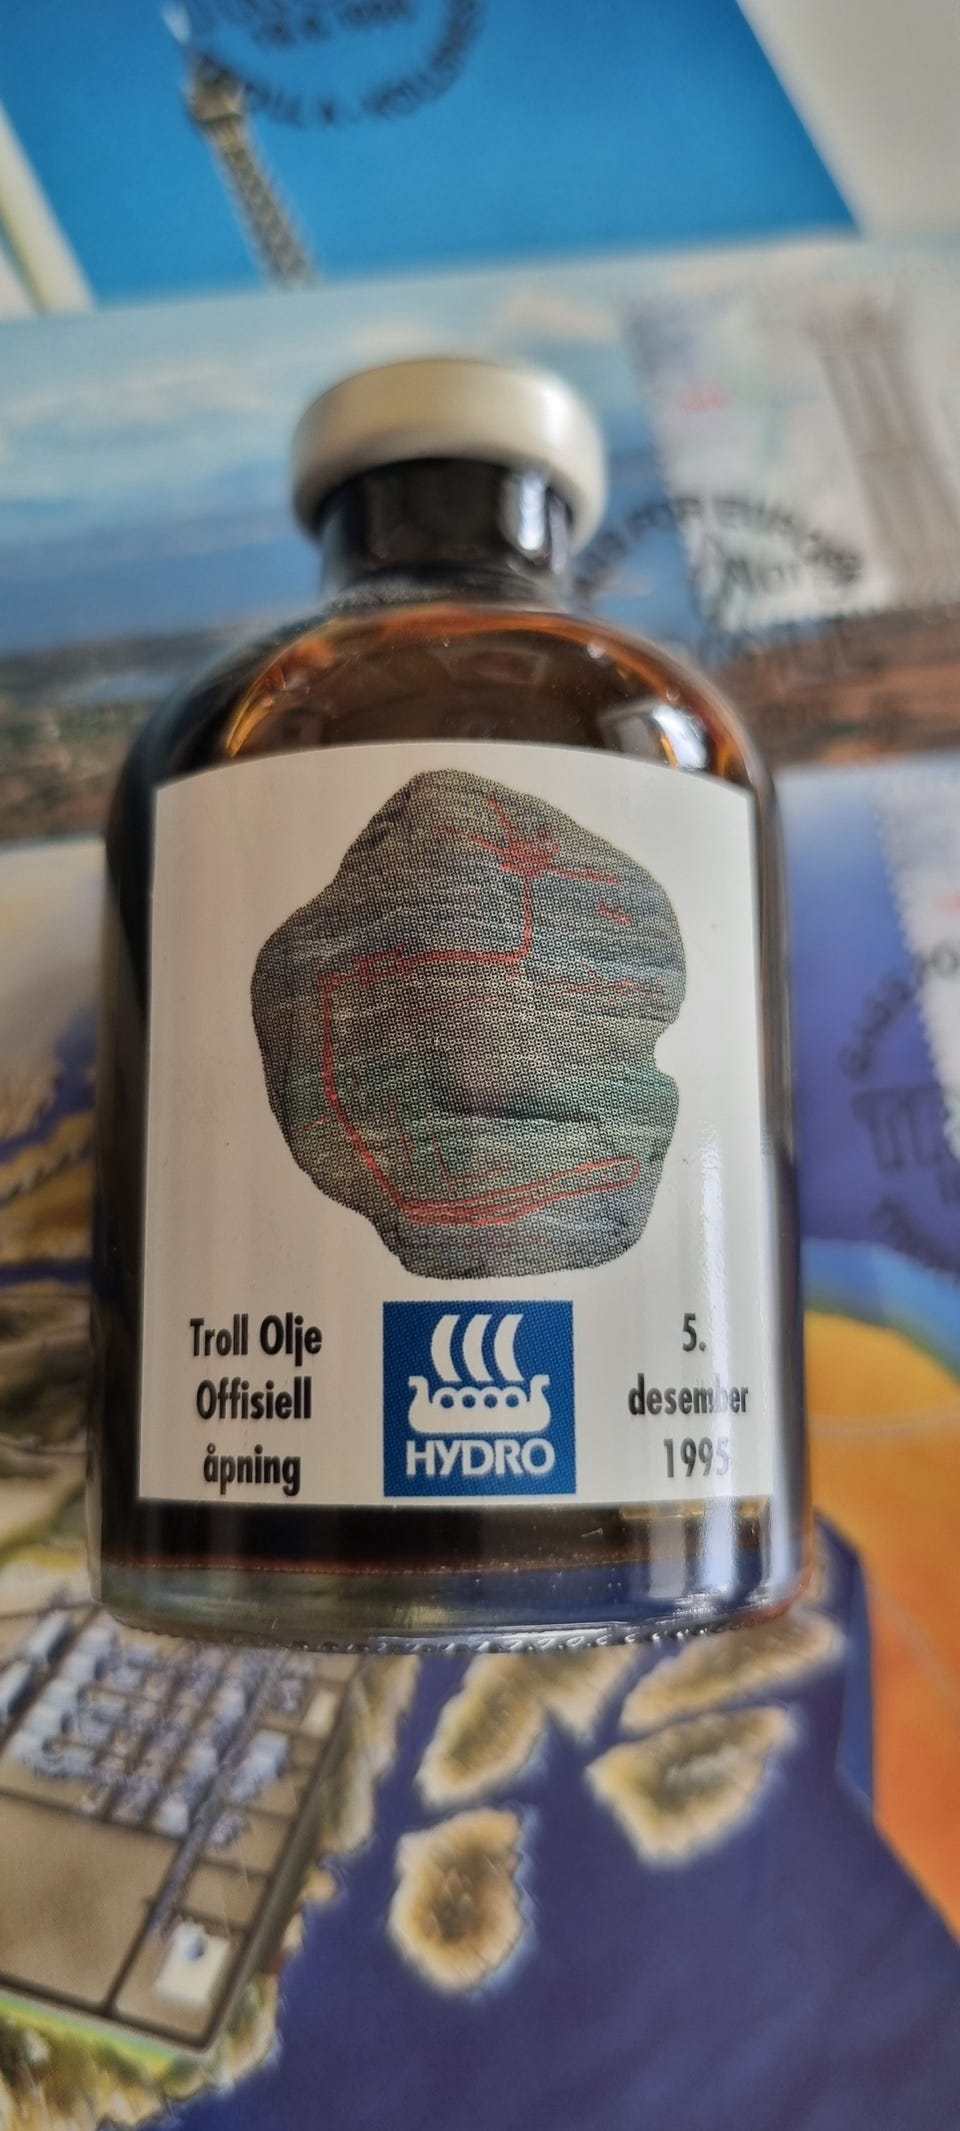 Troll Olje
Offisiell
åpning
HYDRO
5.
desember
1995